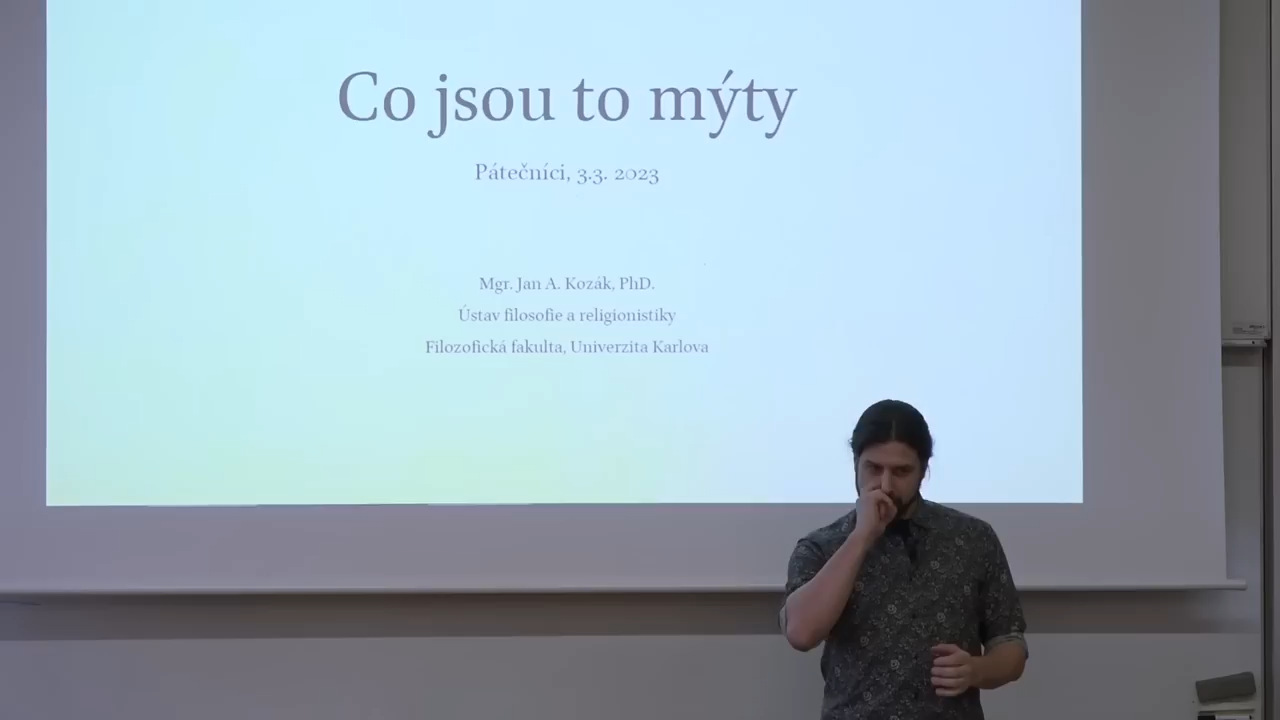 Co jsou to mýty
Pátečníci, 3.3. 2023
Mgr. Jan A. Kozák, PhD.
Ústav filosofie a religionistiky
Filozofická fakulta, Univerzita Karlova